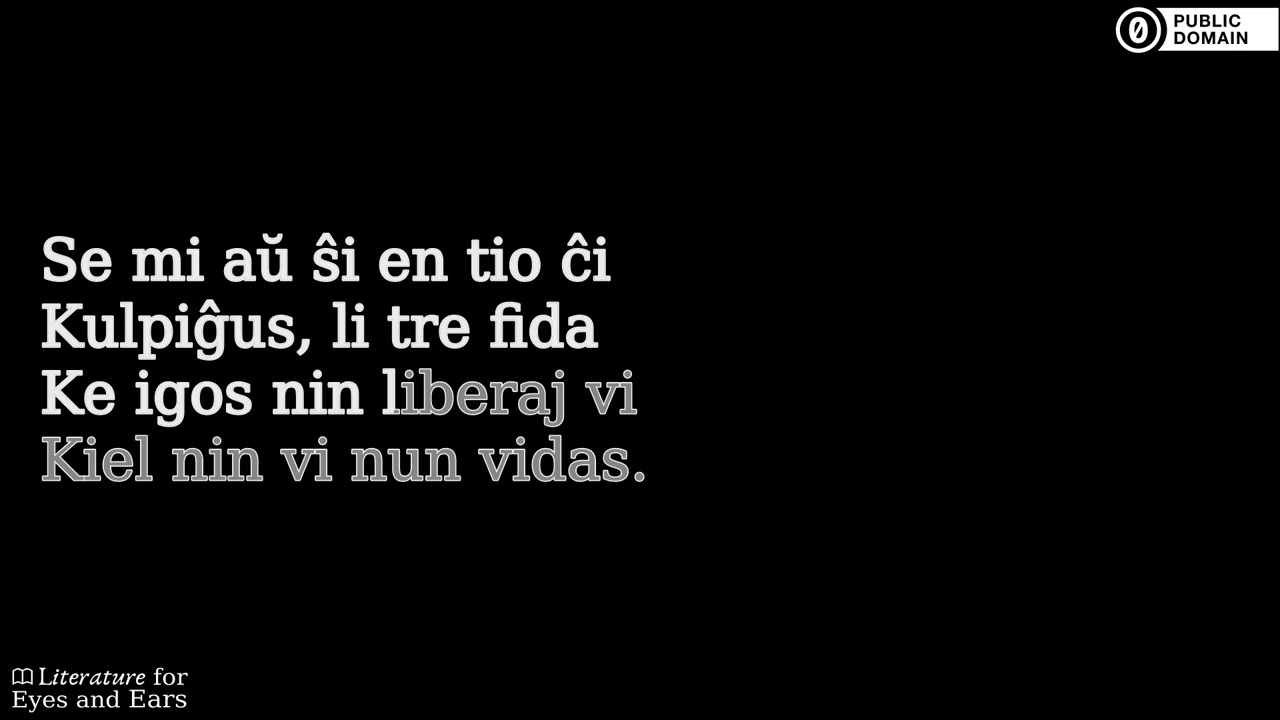 PUBLIC
DOMAIN
Se mi aŭ ŝi en tio ĉi
Kulpiĝus, li tre fida
Ke igos nin liberaj vi
Kiel nin vi nun vidas.
Literature for
Eyes and Ears